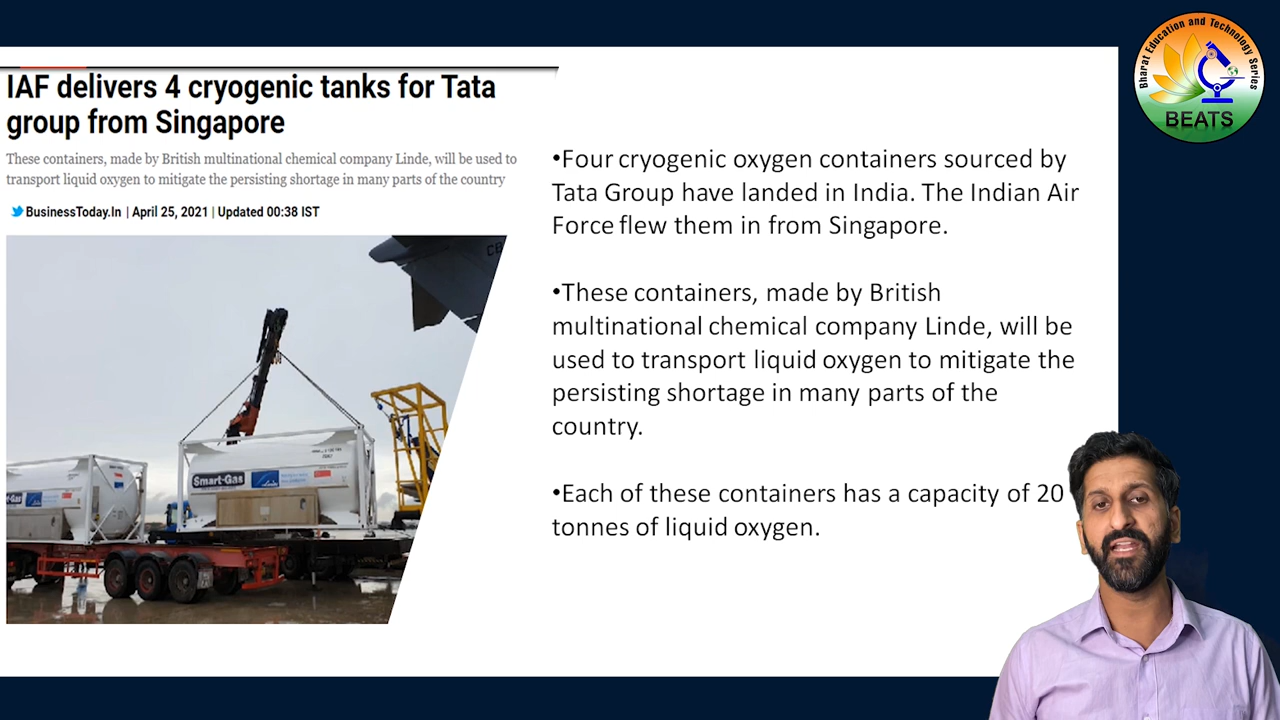 IAF delivers 4 cryogenic tanks for Tata
group from Singapore
These containers, made by British multinational chemical company Linde, will be used to
transport liquid oxygen to mitigate the persisting shortage in many parts of the country
BusinessToday.In | April 25, 2021 | Updated 00:38 IST
Smart-Gas
•Four cryogenic oxygen containers sourced by
Tata Group have landed in India. The Indian Air
Force flew them in from Singapore.
•These containers, made by British
multinational chemical company Linde, will be
used to transport liquid oxygen to mitigate the
persisting shortage in many parts of the
country.
•Each of these containers has a capacity of 20
tonnes of liquid oxygen.
Bharat Education and Technology Series
BEATS